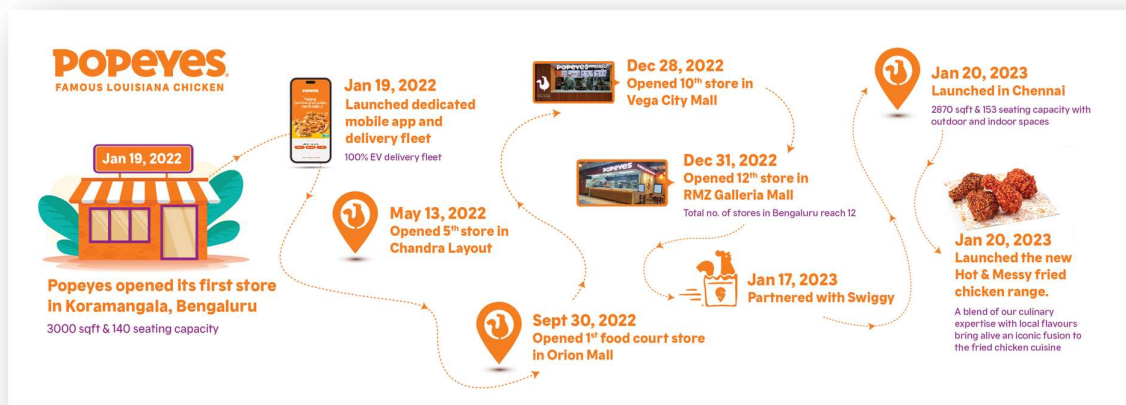 POPEYES
FAMOUS LOUISIANA CHICKEN
Jan 19, 2022
Popeyes opened its first store
in Koramangala, Bengaluru
3000 sqft & 140 seating capacity
Jan 19, 2022
Launched dedicated
mobile app and
delivery fleet
100% EV delivery fleet
May 13, 2022
Opened 5th store in
Chandra Layout
Sept 30, 2022
Opened 1st food court store
in Orion Mall
POPEYES
Dec 28, 2022
Opened 10th store in
Vega City Mall
POPEYES
Dec 31, 2022
Opened 12th store in
RMZ Galleria Mall
Total no. of stores in Bengaluru reach 12
Jan 17, 2023
Partnered with Swiggy
Jan 20, 2023
Launched in Chennai
2870 sqft & 153 seating capacity with
outdoor and indoor spaces
Jan 20, 2023
Launched the new
Hot & Messy fried
chicken range.
A blend of our culinary
expertise with local flavours
bring alive an iconic fusion to
the fried chicken cuisine